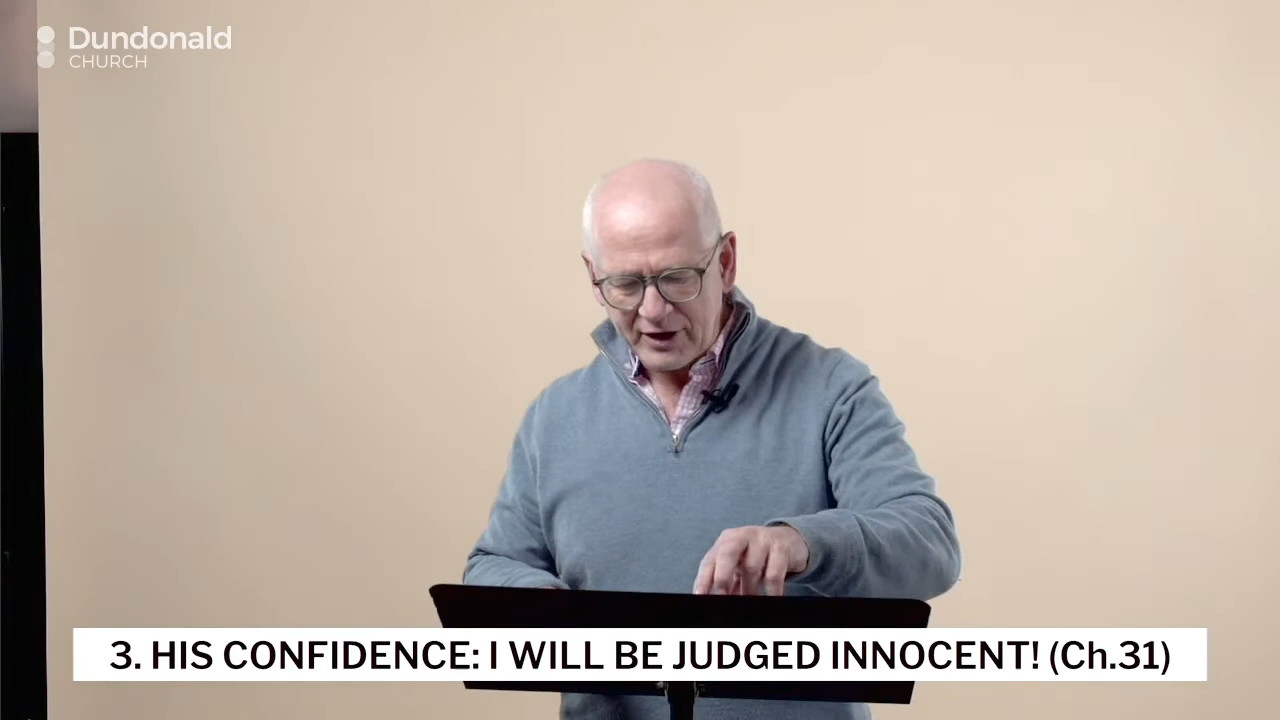 Dundonald
CHURCH
3. HIS CONFIDENCE: I WILL BE JUDGED INNOCENT! (Ch.31)